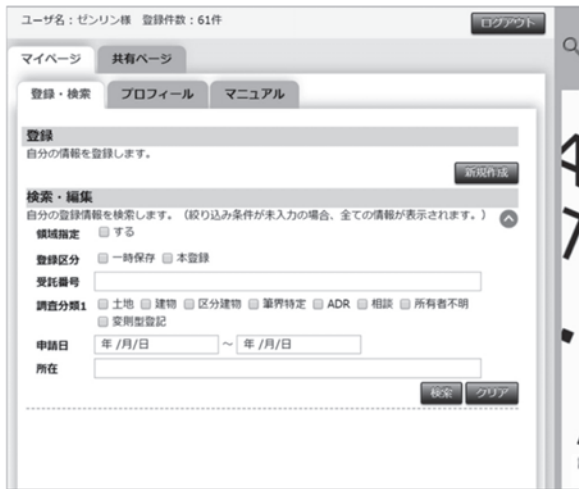 ユーザ名：ゼンリン様　登録件数：61件
ログアウト
マイページ
共有ページ
登録・検索
プロフィール
マニュアル
登録
自分の情報を登録します。
新規作成
検索・編集
自分の登録情報を検索します。（絞り込み条件が未入力の場合、全ての情報が表示されます。）
領域指定　する
登録区分　一時保存　本登録
受託番号
調査分類1　土地　建物　区分建物　筆界特定　ADR　相談　所有者不明
変則型登記
申請日　年 /月/日　～　年 /月/日
所在
検索　クリア